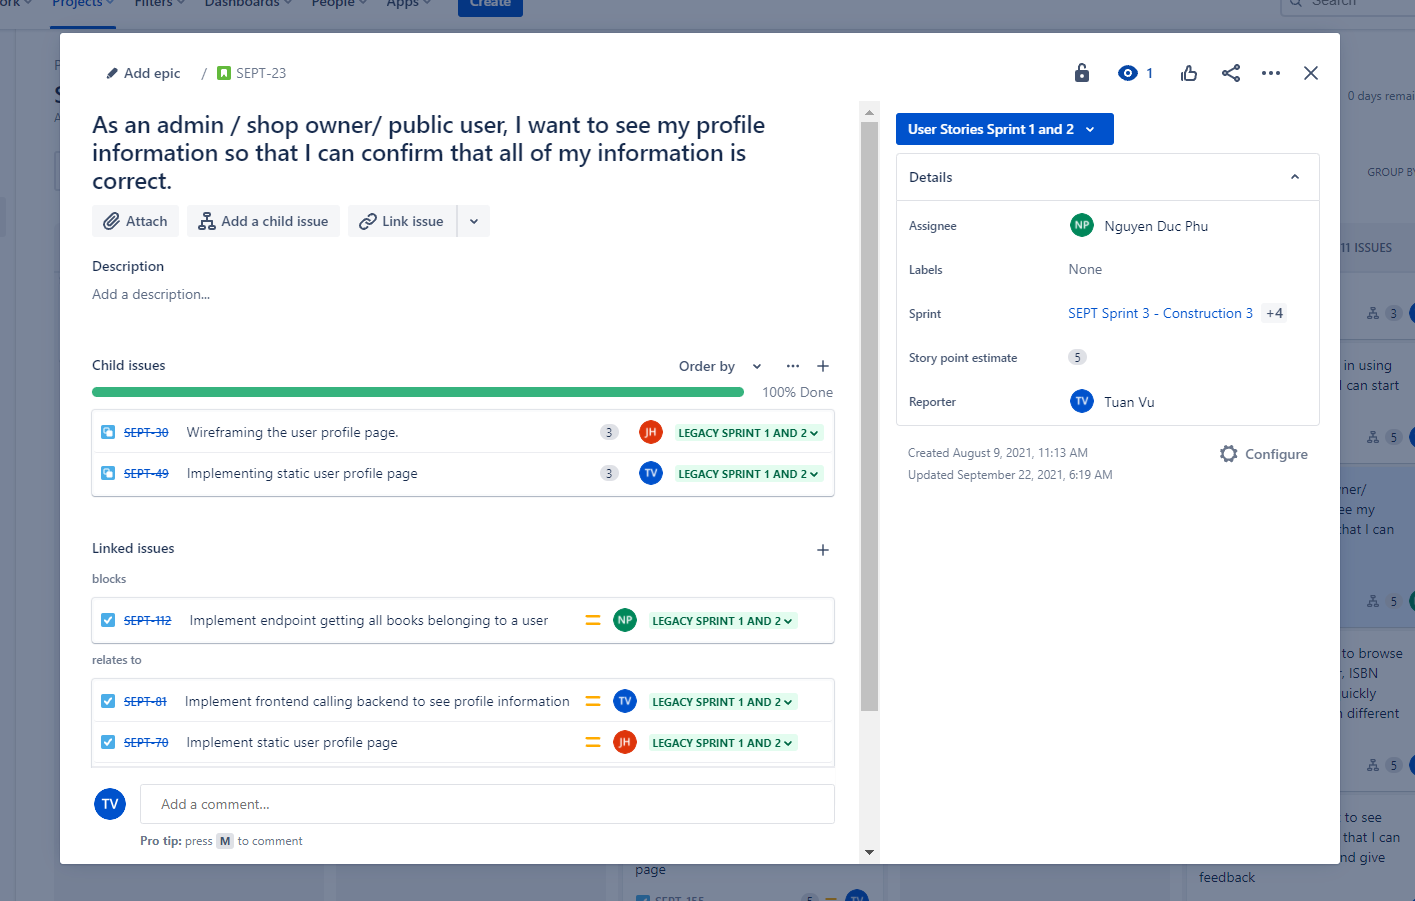 Projects
Filters
Dashboards
People
Apps
Create
Search
Add epic / SEPT-23
1
As an admin / shop owner/ public user, I want to see my profile
information so that I can confirm that all of my information is
correct.
Attach
Add a child issue
Link issue
Description
Add a description...
Child issues
Order by
100% Done
SEPT-30 Wireframing the user profile page. 3 JH LEGACY SPRINT 1 AND 2
SEPT-49 Implementing static user profile page 3 TV LEGACY SPRINT 1 AND 2
Linked issues
blocks
SEPT-112 Implement endpoint getting all books belonging to a user NP LEGACY SPRINT 1 AND 2
relates to
SEPT-81 Implement frontend calling backend to see profile information TV LEGACY SPRINT 1 AND 2
SEPT-70 Implement static user profile page JH LEGACY SPRINT 1 AND 2
TV Add a comment...
Pro tip: press M to comment
User Stories Sprint 1 and 2
Details
Assignee NP Nguyen Duc Phu
Labels None
Sprint SEPT Sprint 3 - Construction 3 +4
Story point estimate 5
Reporter TV Tuan Vu
Created August 9, 2021, 11:13 AM
Updated September 22, 2021, 6:19 AM
Configure
0 days
GROUP
11 ISSUES
3
in using
I can start
5
see my
that I can
5
to browse
ISBN
different
5
to see
that I can
and give
feedback
page
SEPT-155 5 TV